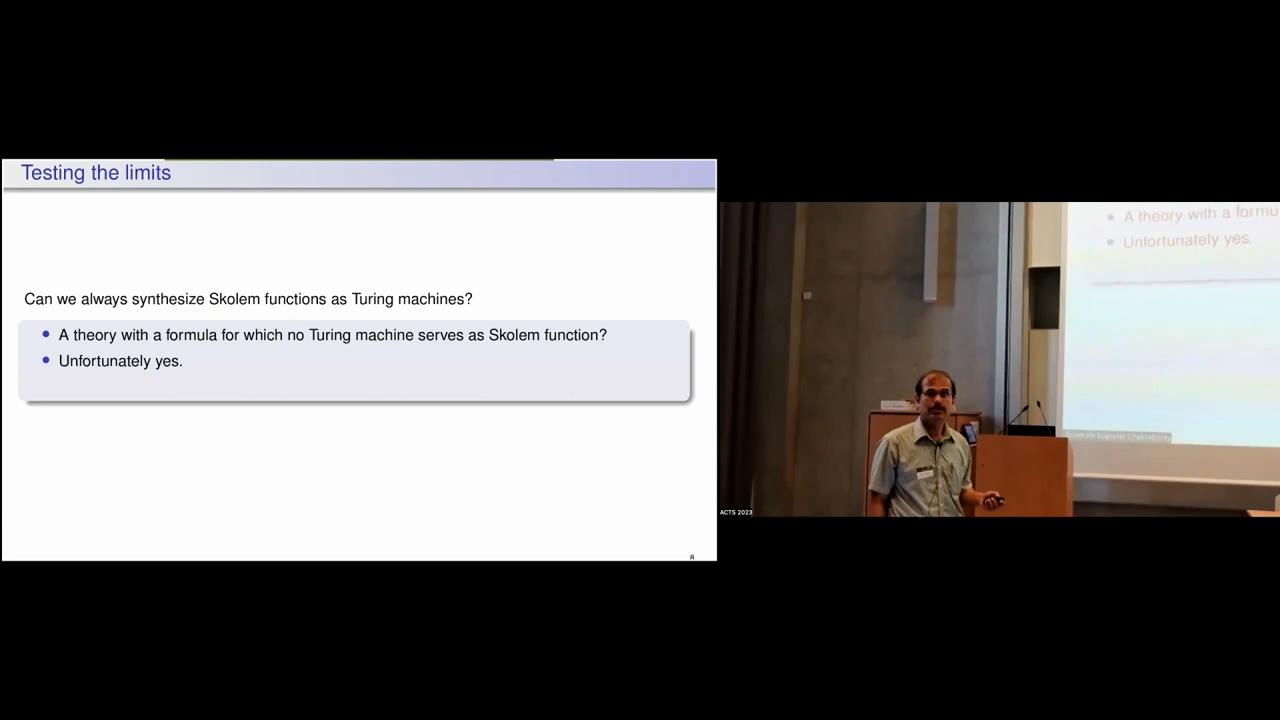 Testing the limits
Can we always synthesize Skolem functions as Turing machines?
• A theory with a formula for which no Turing machine serves as Skolem function?
• Unfortunately yes.
8
• A theory with a formu
• Unfortunately yes.
ACTS 2023